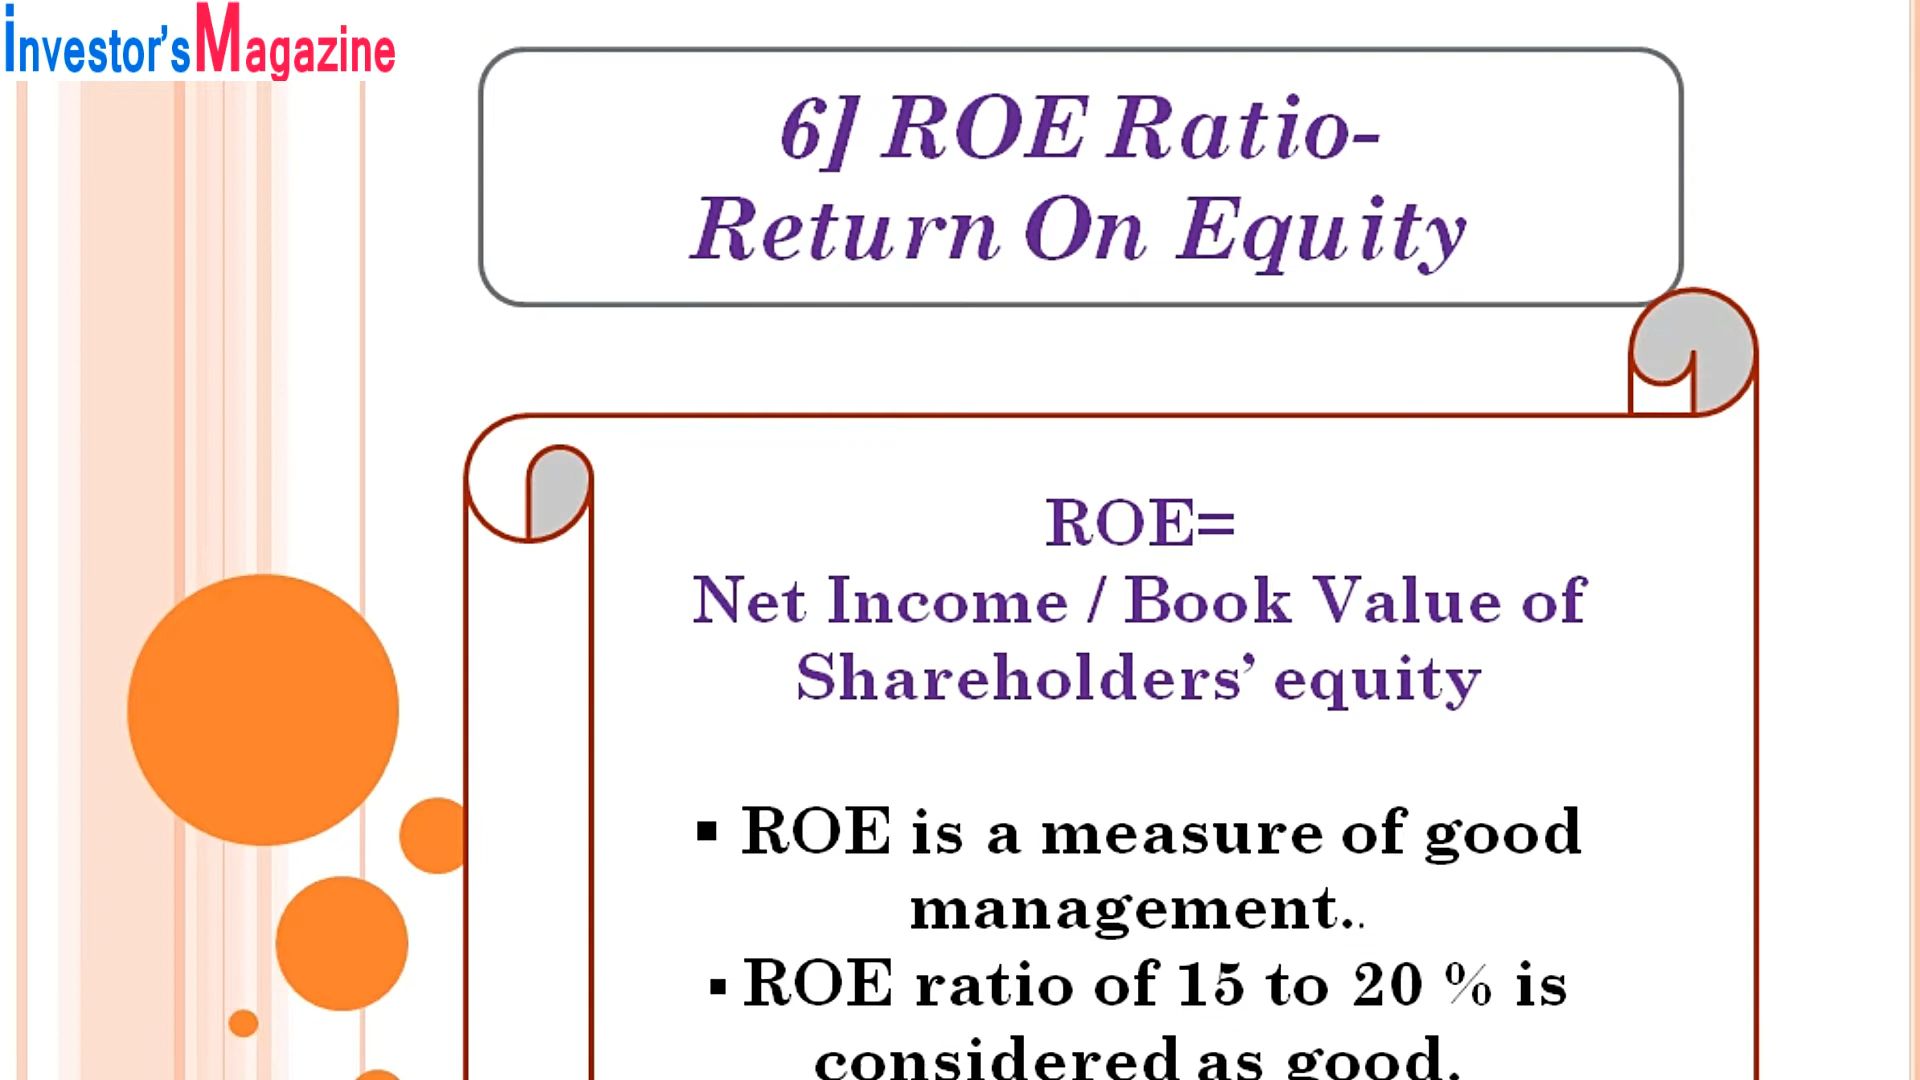 investor'sMagazine
6] ROE Ratio-
Return On Equity
ROE=
Net Income / Book Value of
Shareholders’ equity
▪ ROE is a measure of good
management..
▪ ROE ratio of 15 to 20 % is
considered as good.